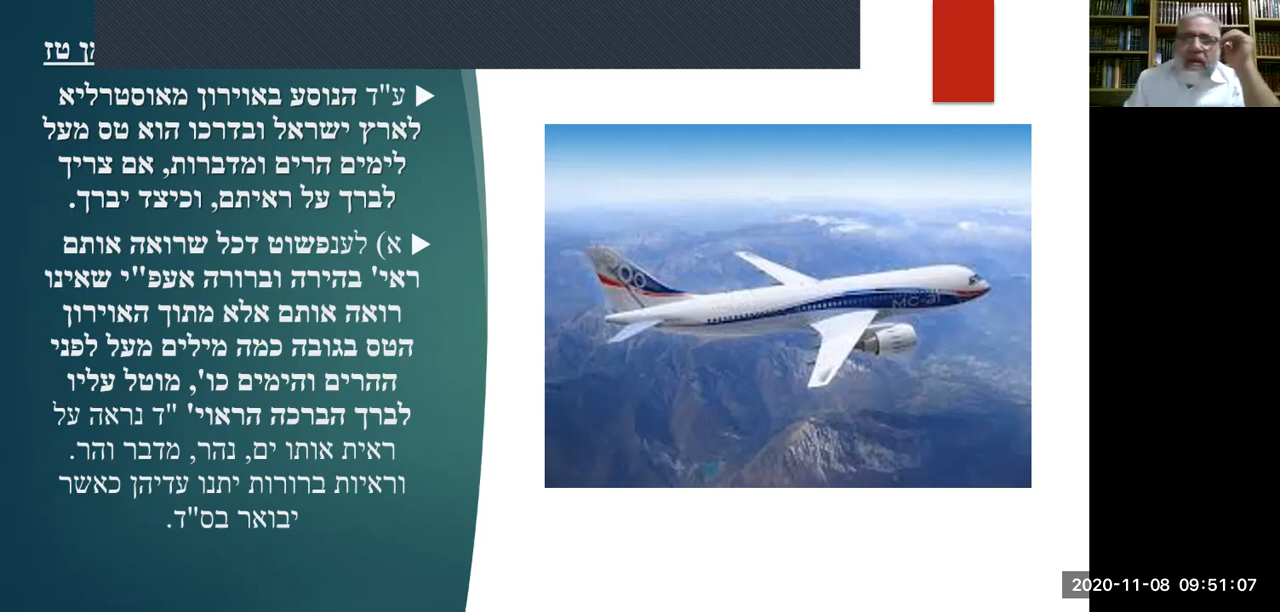 טז
ע"ד הנוסע באוירון מאוסטרליא
לארץ ישראל ובדרכו הוא טס מעל
לימים הרים ומדברות, אם צריך
לברך על ראיתם, וכיצד יברך.
א) לענפשוט דכל שרואה אותם
ראי' בהירה וברורה אעפ"י שאינו
רואה אותם אלא מתוך האוירון
הטס בגובה כמה מילים מעל לפני
ההרים והימים כו', מוטל עליו
לברך הברכה הראוי' "ד נראה על
ראית אותו ים, נהר, מדבר והר.
וראיות ברורות יתנו עדיהן כאשר
יבואר בס"ד.
MC-21
2020-11-08 09:51:07